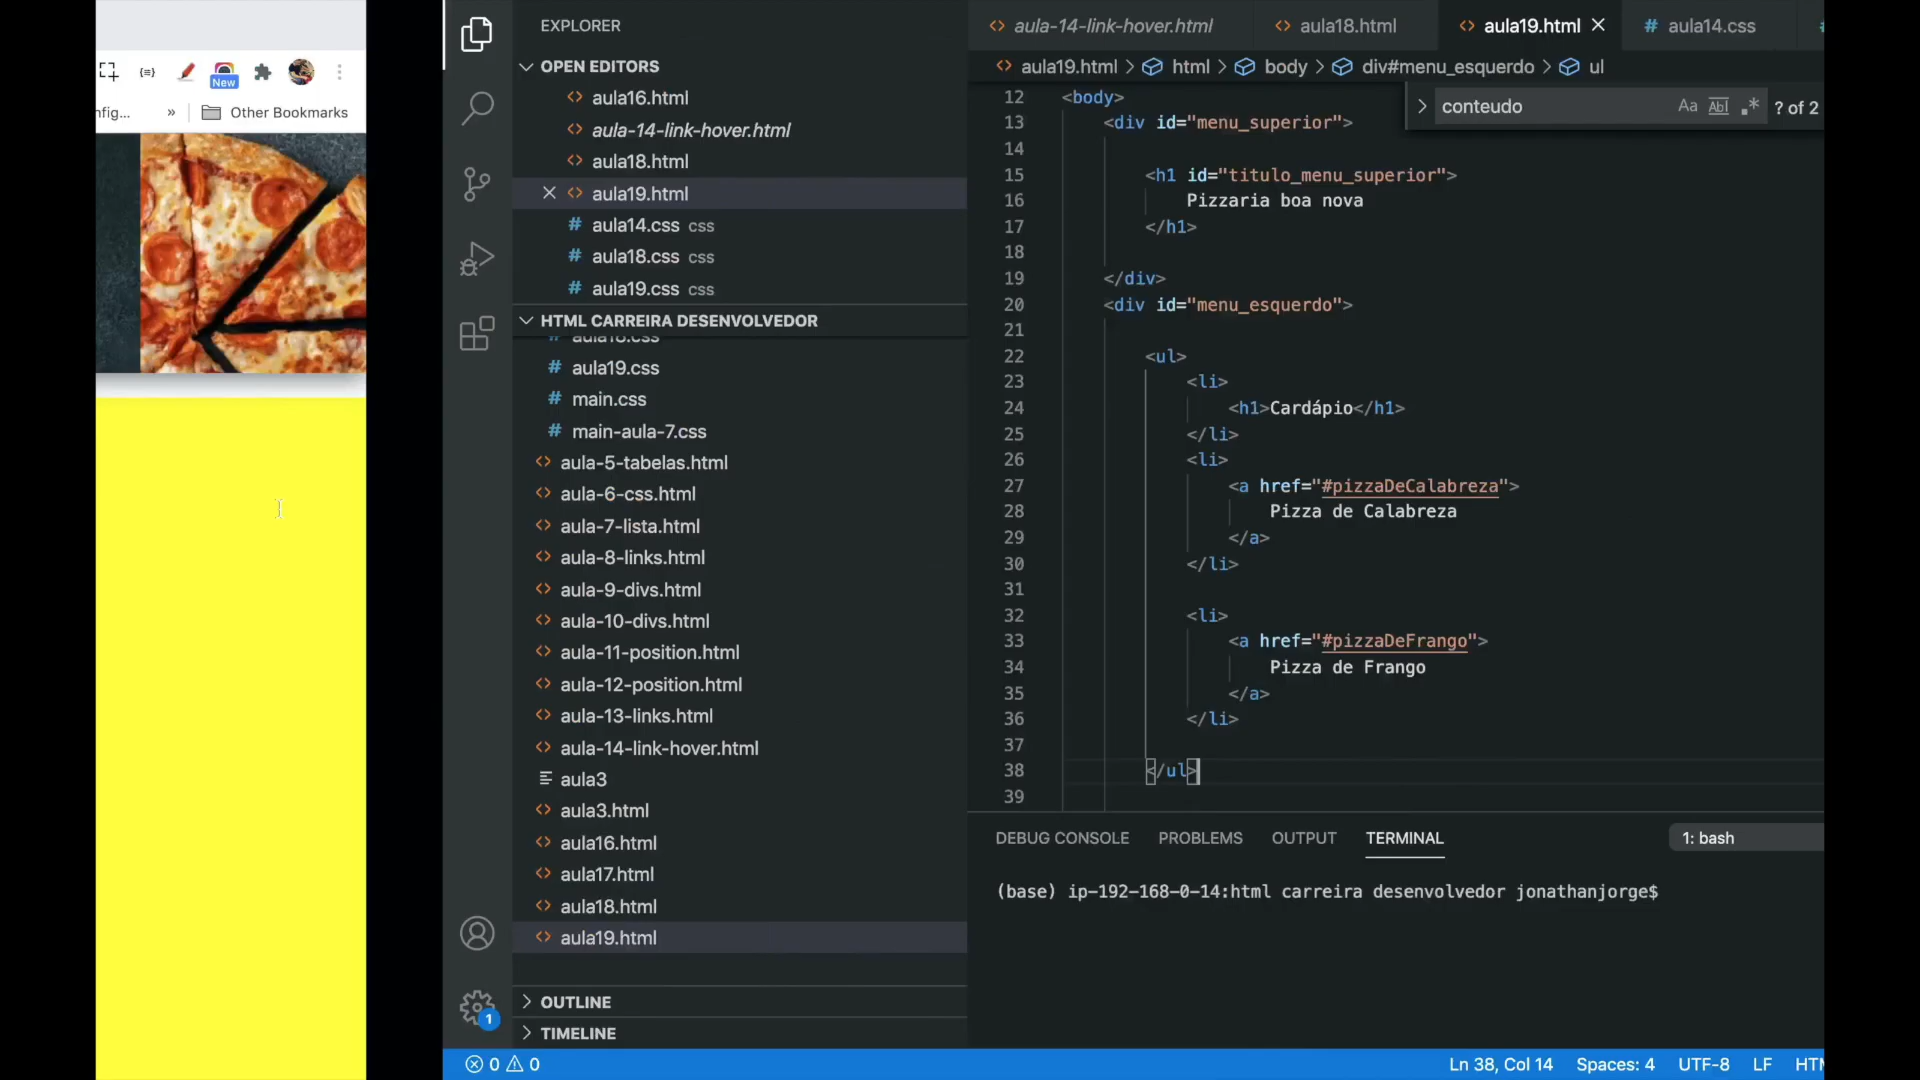 New
nfig...
»
Other Bookmarks
EXPLORER
OPEN EDITORS
aula16.html
aula-14-link-hover.html
aula18.html
aula19.html
aula14.css css
aula18.css css
aula19.css css
HTML CARREIRA DESENVOLVEDOR
aula18.css
aula19.css
main.css
main-aula-7.css
aula-5-tabelas.html
aula-6-css.html
aula-7-lista.html
aula-8-links.html
aula-9-divs.html
aula-10-divs.html
aula-11-position.html
aula-12-position.html
aula-13-links.html
aula-14-link-hover.html
aula3
aula3.html
aula16.html
aula17.html
aula18.html
aula19.html
OUTLINE
TIMELINE
1
aula-14-link-hover.html aula18.html aula19.html aula14.css
aula19.html > html > body > div#menu_esquerdo > ul
conteudo Aa Abl .* ? of 2
12 <body>
13 <div id="menu_superior">
14
15 <h1 id="titulo_menu_superior">
16 Pizzaria boa nova
17 </h1>
18
19 </div>
20 <div id="menu_esquerdo">
21
22 <ul>
23 <li>
24 <h1>Cardápio</h1>
25 </li>
26 <li>
27 <a href="#pizzaDeCalabreza">
28 Pizza de Calabreza
29 </a>
30 </li>
31
32 <li>
33 <a href="#pizzaDeFrango">
34 Pizza de Frango
35 </a>
36 </li>
37
38 </ul>
39
DEBUG CONSOLE PROBLEMS OUTPUT TERMINAL 1: bash
(base) ip-192-168-0-14:html carreira desenvolvedor jonathanjorge$
0 0 Ln 38, Col 14 Spaces: 4 UTF-8 LF HTM